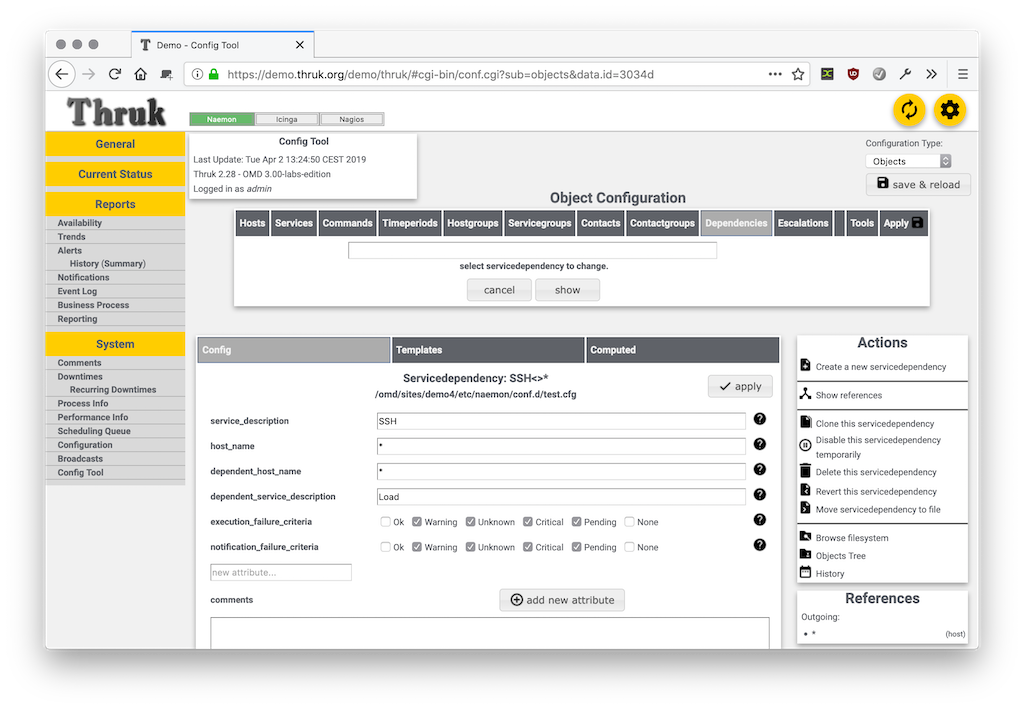 Demo - Config Tool
https://demo.thruk.org/demo/thruk/#cgi-bin/conf.cgi?sub=objects&data.id=3034d
Thruk
Naemon Icinga Nagios
General
Current Status
Reports
Availability
Trends
Alerts
History (Summary)
Notifications
Event Log
Business Process
Reporting
System
Comments
Downtimes
Recurring Downtimes
Process Info
Performance Info
Scheduling Queue
Configuration
Broadcasts
Config Tool
Config Tool
Last Update: Tue Apr 2 13:24:50 CEST 2019
Thruk 2.28 - OMD 3.00-labs-edition
Logged in as admin
Configuration Type:
Objects
save & reload
Object Configuration
Hosts Services Commands Timeperiods Hostgroups Servicegroups Contacts Contactgroups Dependencies Escalations Tools Apply
select servicedependency to change.
cancel show
Config Templates Computed
Servicedependency: SSH<>*
/omd/sites/demo4/etc/naemon/conf.d/test.cfg
apply
service_description SSH
host_name *
dependent_host_name *
dependent_service_description Load
execution_failure_criteria Ok Warning Unknown Critical Pending None
notification_failure_criteria Ok Warning Unknown Critical Pending None
new attribute...
comments
add new attribute
Actions
Create a new servicedependency
Show references
Clone this servicedependency
Disable this servicedependency
temporarily
Delete this servicedependency
Revert this servicedependency
Move servicedependency to file
Browse filesystem
Objects Tree
History
References
Outgoing:
• * (host)